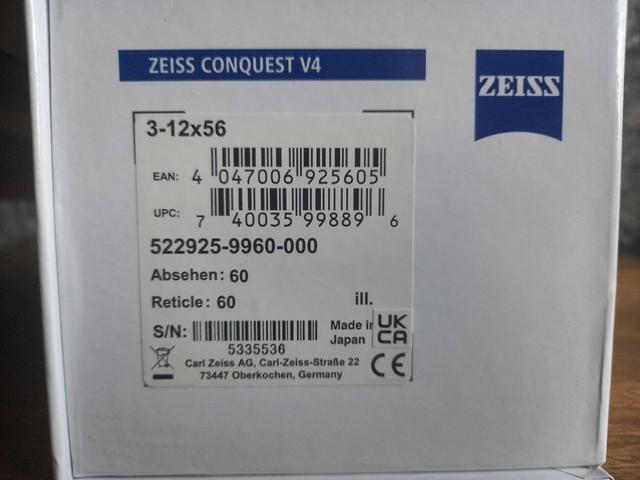 ZEISS CONQUEST V4
ZEISS
3-12x56
EAN: 4 047006 925605
UPC: 7 40035 99889 6
522925-9960-000
Absehen: 60
Reticle: 60
ill.
S/N:
5335536
Made in
Japan
UK
CA
Carl Zeiss AG, Carl-Zeiss-Straße 22
73447 Oberkochen, Germany
CE